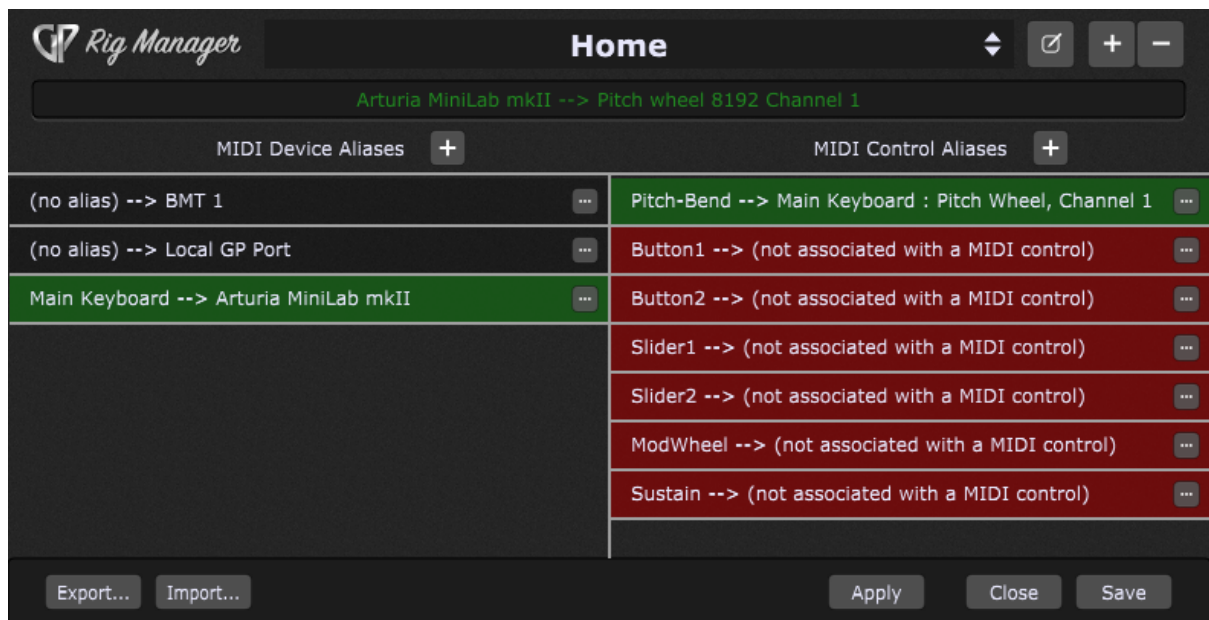 GP Rig Manager
Home
+ −
Arturia MiniLab mkII --> Pitch wheel 8192 Channel 1
MIDI Device Aliases +
MIDI Control Aliases +
(no alias) --> BMT 1 ...
(no alias) --> Local GP Port ...
Main Keyboard --> Arturia MiniLab mkII ...
Pitch-Bend --> Main Keyboard : Pitch Wheel, Channel 1 ...
Button1 --> (not associated with a MIDI control) ...
Button2 --> (not associated with a MIDI control) ...
Slider1 --> (not associated with a MIDI control) ...
Slider2 --> (not associated with a MIDI control) ...
ModWheel --> (not associated with a MIDI control) ...
Sustain --> (not associated with a MIDI control) ...
Export... Import... Apply Close Save